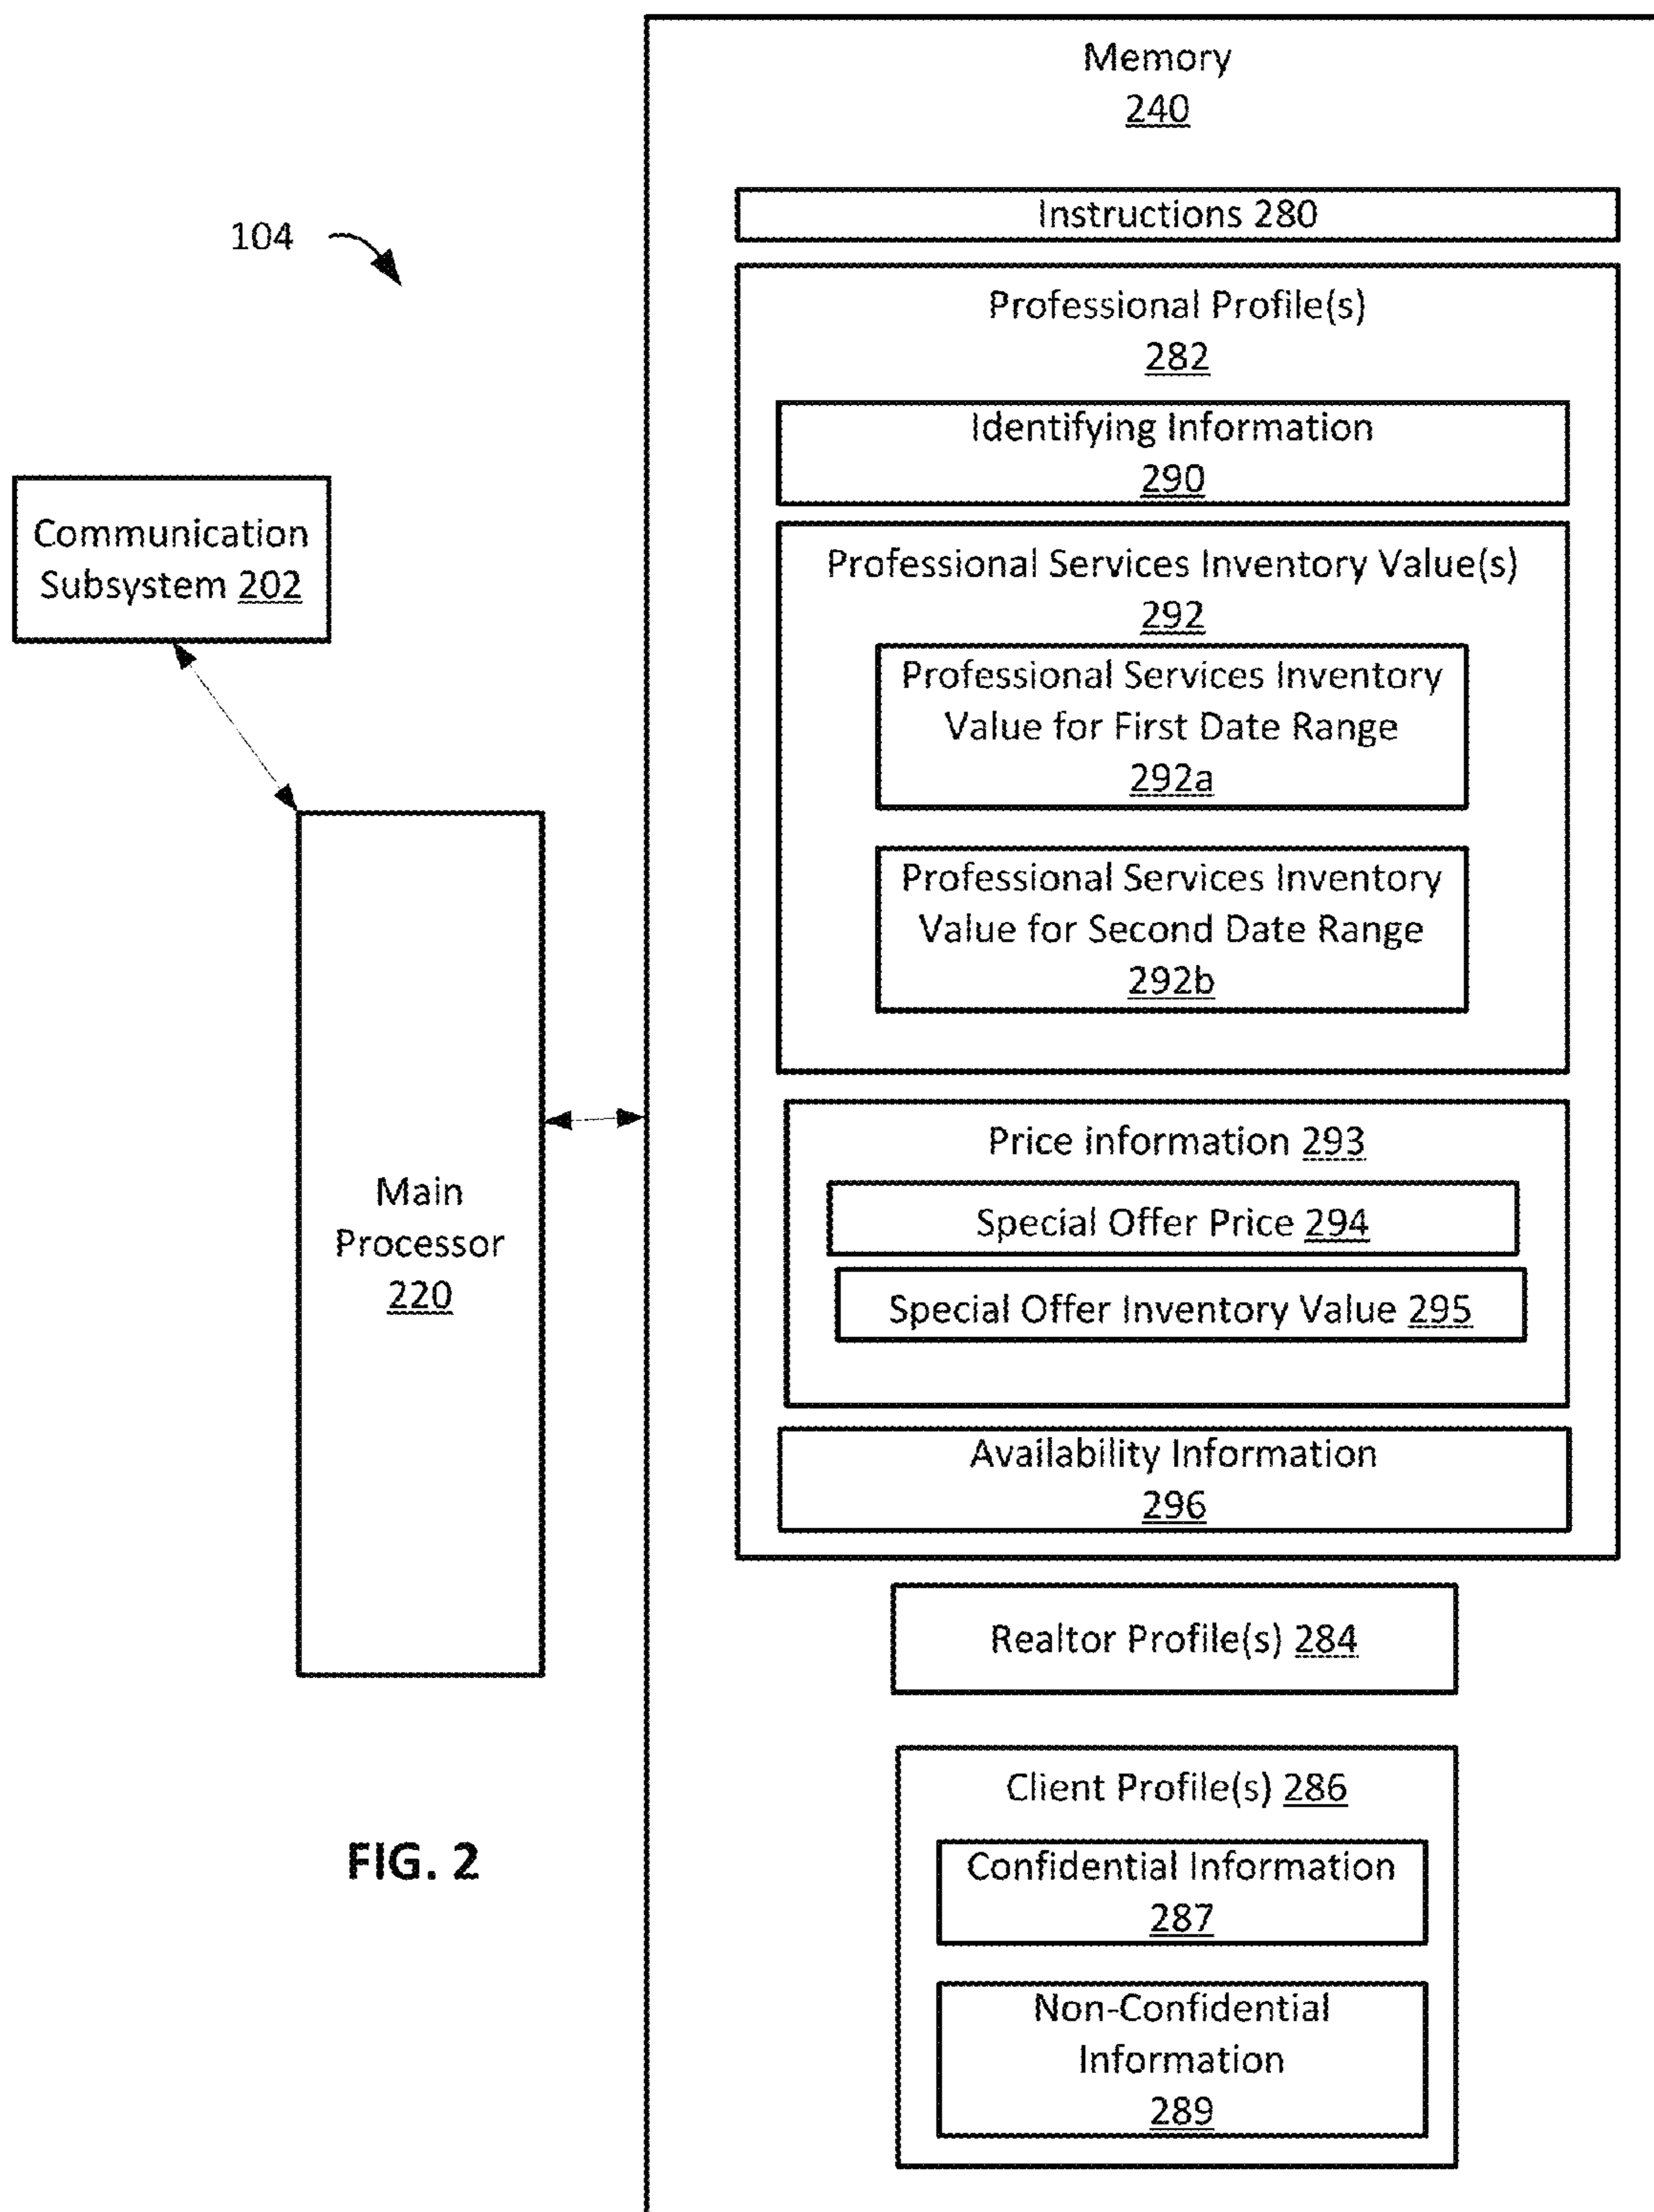 Memory
240
Instructions 280
104
Professional Profile(s)
282
Identifying Information
290
Communication
Subsystem 202
Professional Services Inventory Value(s)
292
Professional Services Inventory
Value for First Date Range
292a
Professional Services Inventory
Value for Second Date Range
292b
Main
Processor
220
Price information 293
Special Offer Price 294
Special Offer Inventory Value 295
Availability Information
296
Realtor Profile(s) 284
Client Profile(s) 286
Confidential Information
287
Non-Confidential
Information
289
FIG. 2